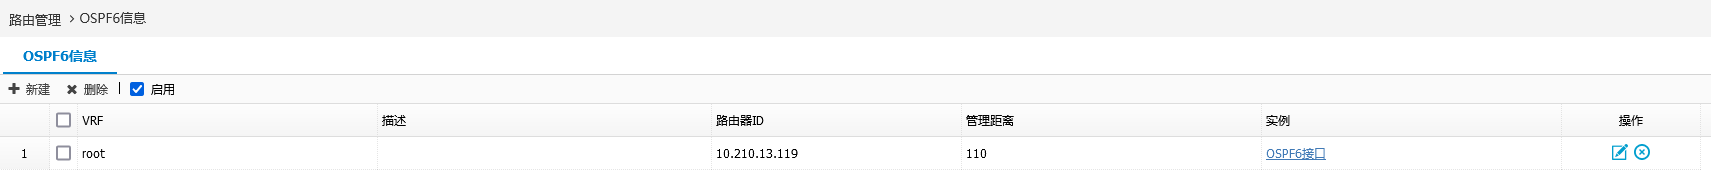 路由管理 > OSPF6信息
OSPF6信息
新建 删除 | 启用
VRF 描述 路由器ID 管理距离 实例 操作
1 root 10.210.13.119 110 OSPF6接口